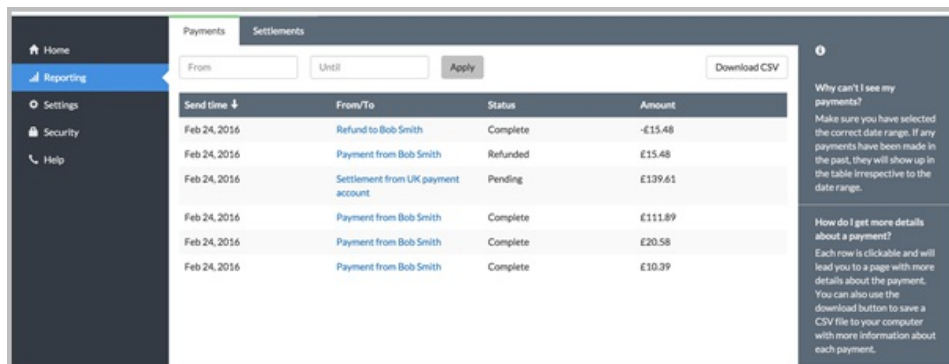 Payments Settlements
Home
Reporting
Settings
Security
Help
From Until Apply Download CSV
Send time From/To Status Amount
Feb 24, 2016 Refund to Bob Smith Complete -£15.48
Feb 24, 2016 Payment from Bob Smith Refunded £15.48
Feb 24, 2016 Settlement from UK payment Pending £139.61
account
Feb 24, 2016 Payment from Bob Smith Complete £111.89
Feb 24, 2016 Payment from Bob Smith Complete £20.58
Feb 24, 2016 Payment from Bob Smith Complete £10.39
Why can't I see my
payments?
Make sure you have selected
the correct date range. If any
payments have been made in
the past, they will show up in
the table irrespective to the
date range.
How do I get more details
about a payment?
Each row is clickable and will
lead you to a page with more
details about the payment.
You can also use the
download button to save a
CSV file to your computer
with more information about
each payment.